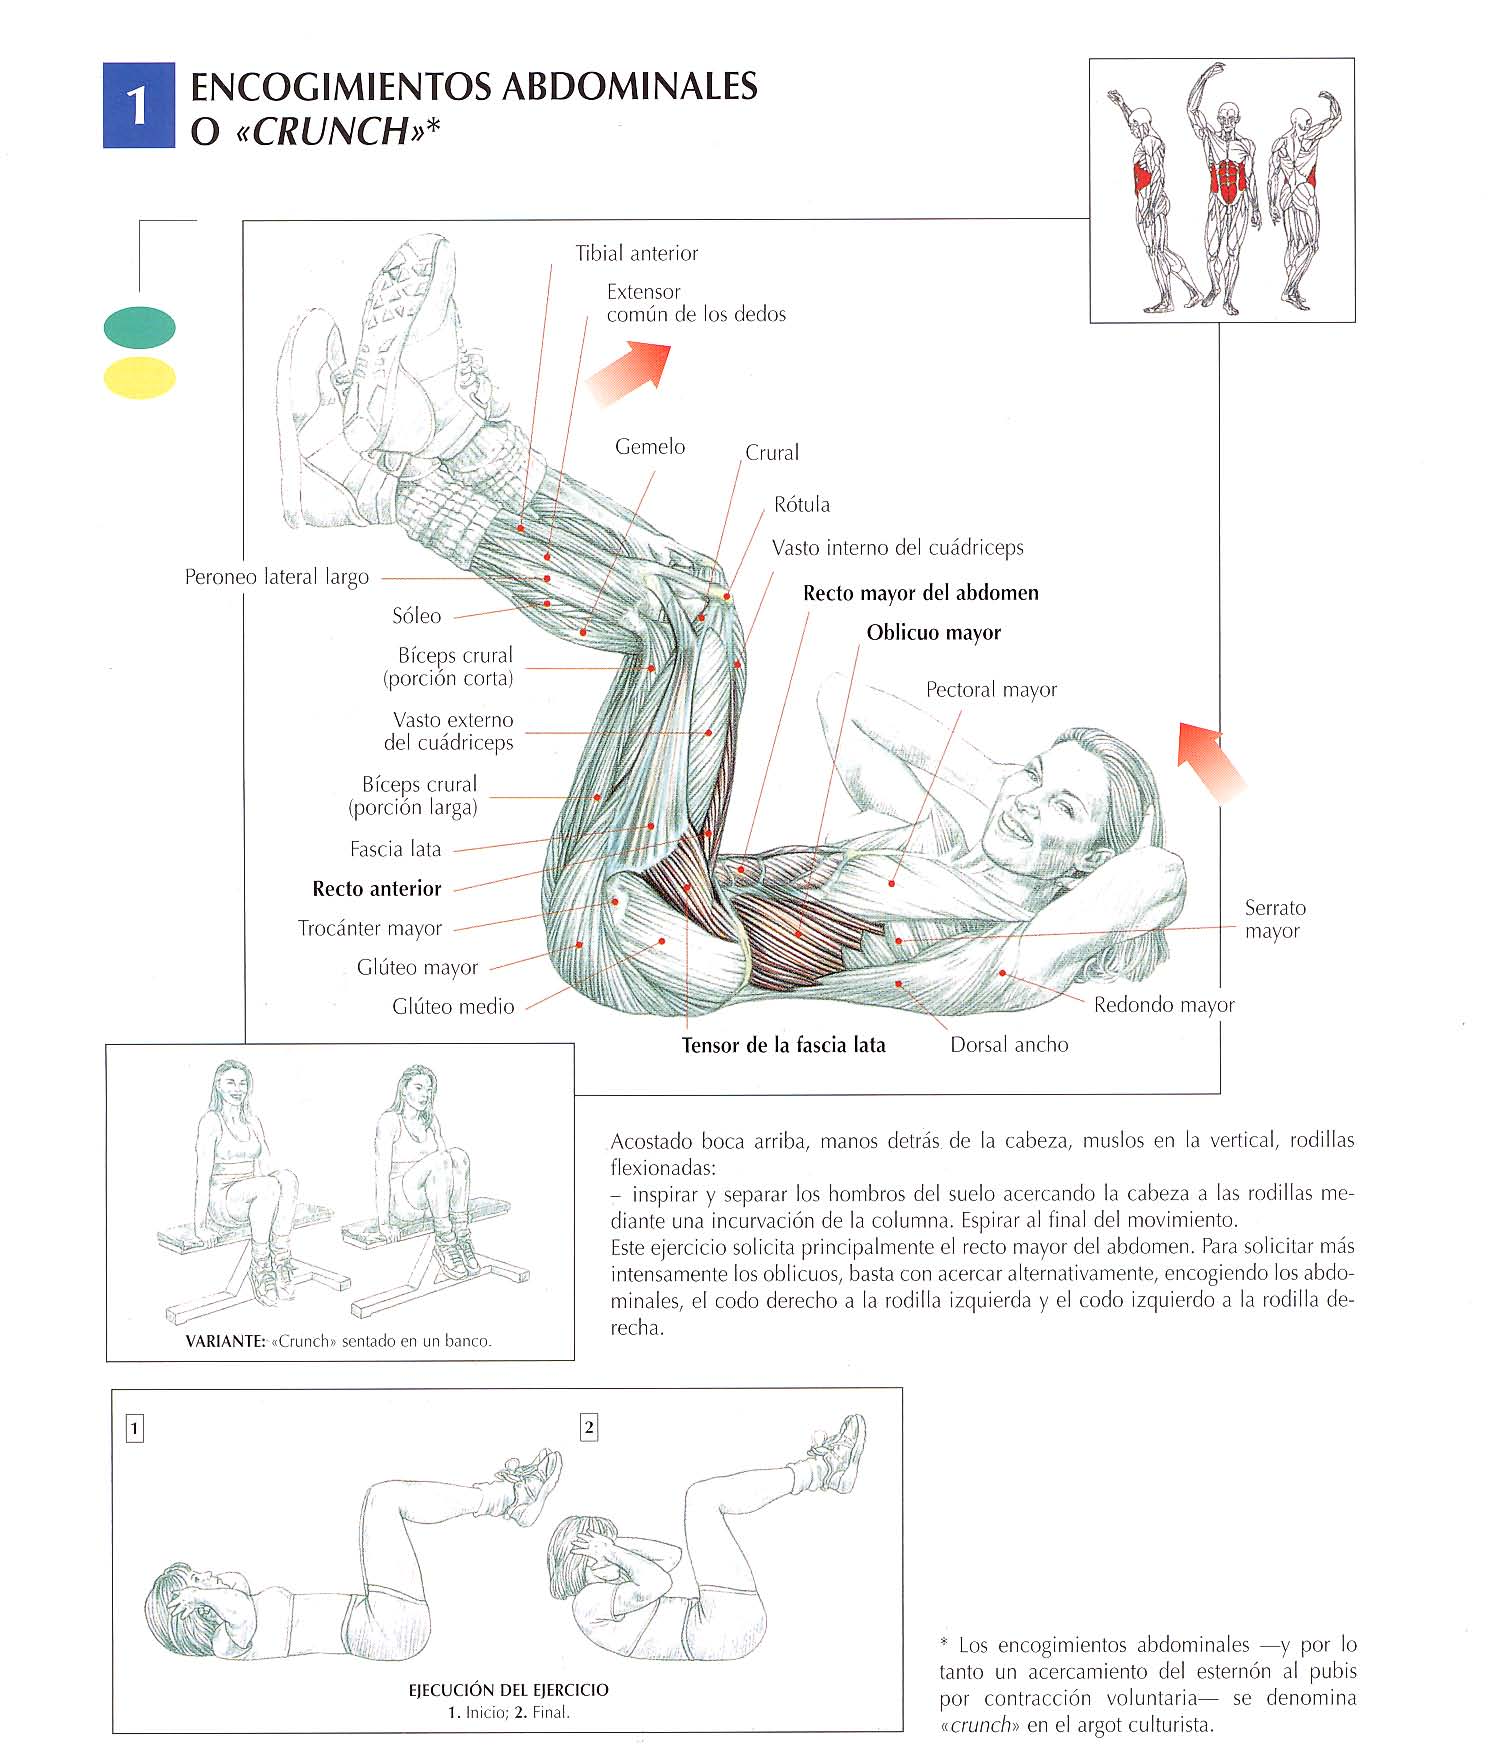 1
ENCOGIMIENTOS ABDOMINALES
O «CRUNCH»*
Tibial anterior
Extensor
común de los dedos
Gemelo
Crural
Rótula
Vasto interno del cuádriceps
Peroneo lateral largo
Recto mayor del abdomen
Sóleo
Oblicuo mayor
Bíceps crural
(porción corta)
Pectoral mayor
Vasto externo
del cuádriceps
Bíceps crural
(porción larga)
Fascia lata
Recto anterior
Serrato
mayor
Trocánter mayor
Glúteo mayor
Glúteo medio
Redondo mayor
Tensor de la fascia lata
Dorsal ancho
Acostado boca arriba, manos detrás de la cabeza, muslos en la vertical, rodillas
flexionadas:
– inspirar y separar los hombros del suelo acercando la cabeza a las rodillas me-
diante una incurvación de la columna. Espirar al final del movimiento.
Este ejercicio solicita principalmente el recto mayor del abdomen. Para solicitar más
intensamente los oblicuos, basta con acercar alternativamente, encogiendo los abdo-
minales, el codo derecho a la rodilla izquierda y el codo izquierdo a la rodilla de-
recha.
VARIANTE: «Crunch» sentado en un banco.
1
2
EJECUCIÓN DEL EJERCICIO
1. Inicio; 2. Final.
* Los encogimientos abdominales —y por lo
tanto un acercamiento del esternón al pubis
por contracción voluntaria— se denomina
«crunch» en el argot culturista.